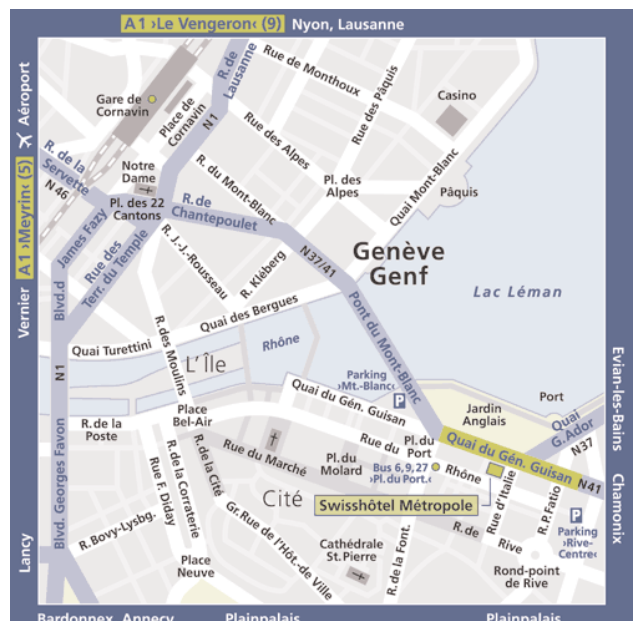 A 1 ›Le Vengeron‹ (9) Nyon, Lausanne
Aéroport
A 1 ›Meyrin‹ (5)
Vernier
Lancy
Gare de
Cornavin
Place de
Cornavin
N1
R. de
Lausanne
Rue de Monthoux
Rue des Pâquis
Casino
Rue des Alpes
R. de la
Servette
N 46
Notre
Dame
Pl. des 22
Cantons
R. du Mont-Blanc
Pl. des
Alpes
Quai Mont-Blanc
Pâquis
R. de
Chantepoulet
James Fazy
Blvd.d
Rue des
Terr. du Temple
R. J.-J.-Rousseau
R. Kléberg
N37/41
Genève
Genf
Lac Léman
Quai des Bergues
Pont du Mont-Blanc
Quai Turettini
R.des Moulins
L' Île
Rhône
N1
Parking
›Mt.-Blanc‹
P
Quai du Gén. Guisan
Jardin
Anglais
Port
Quai
G.Ador
N37
Evian-les-Bains
Chamonix
R. de la
Poste
Place
Bel-Air
Rue du
Pl. du
Port
Quai du Gén. Guisan
N41
Rue du Marché
Pl. du
Molard
Bus 6,9,27
›Pl.du Port.‹
Rhône
Blvd. Georges Favon
Rue F. Diday
R.de la Corraterie
R.de la Cité
Cité
Swisshôtel Métropole
Rue d'Italie
R.P.Fatio
P
Parking
›Rive-
Centre‹
R.Bovy-Lysbg.
Gr.Rue de l'Hôt.-de Ville
Cathédrale
St. Pierre
R.de la Font.
R.de
Rive
Place
Neuve
Rond-point
de Rive
Bardonnex, Annecy
Plainpalais
Plainpalais